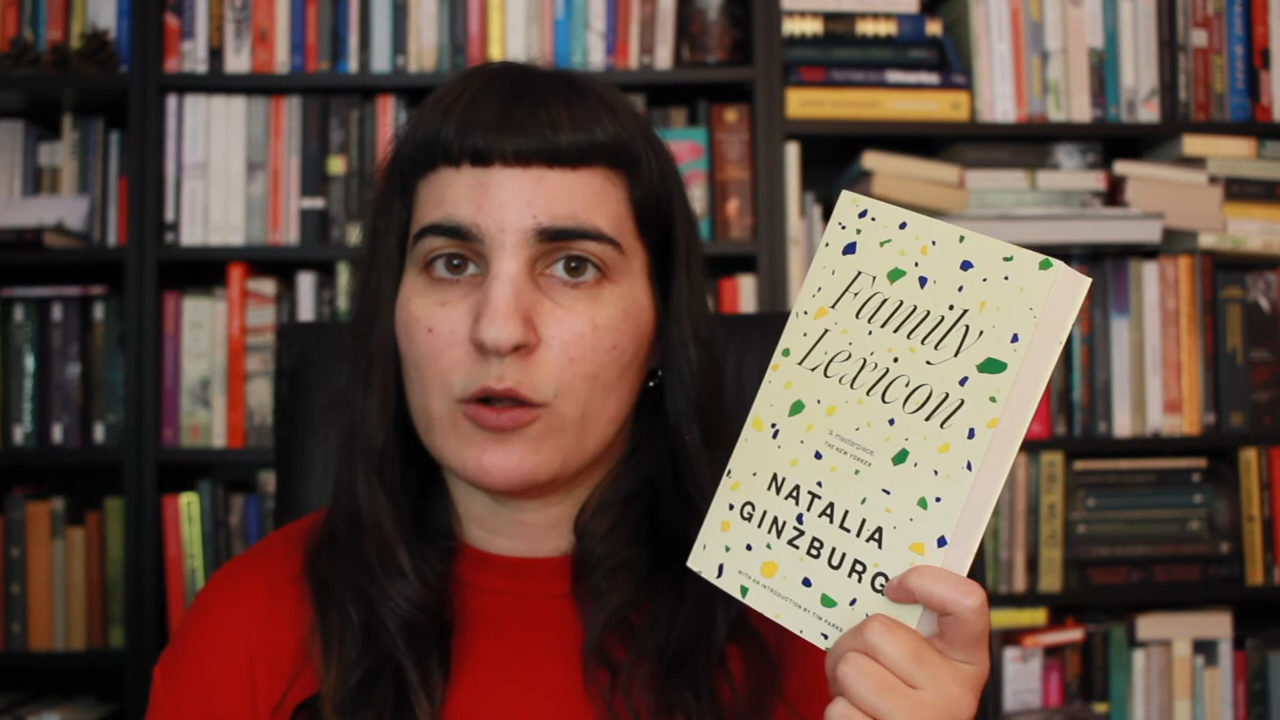 Family
Lexicon
'A masterpiece.'
THE NEW YORKER
NATALIA
GINZBURG
WITH AN INTRODUCTION BY TIM PARKS